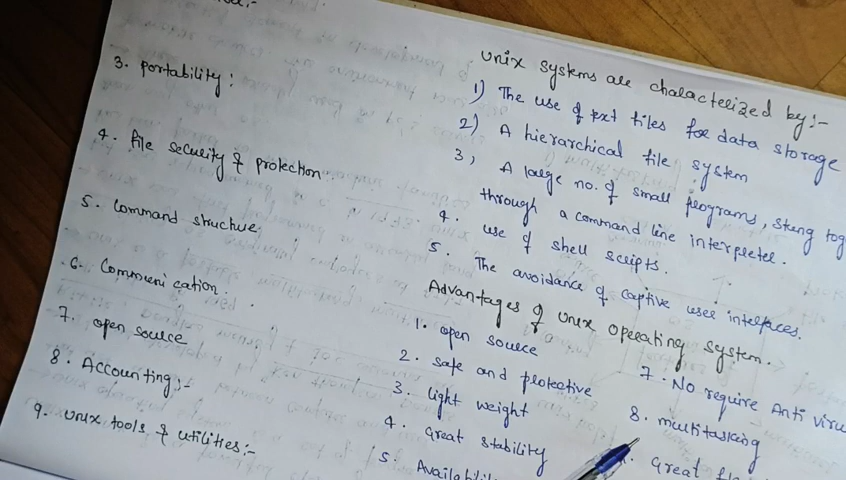 3. portability:
4. file security & protection
5. Command structure
6. Communication.
7. open source
8. Accounting:-
9. Unix tools & utilities:-
Unix systems are characterized by:-
1) The use of text files for data storage
2) A hierarchical file system
3, A large no. of small programs, strung tog
through a command line interpreter.
4. use of shell scripts.
5. The avoidance of captive user interfaces.
Advantages of Unix operating system.
1. open source
2. safe and protective
3. light weight
4. Great stability
5. Availabili
7. No require Anti viru
8. multitasking
Great